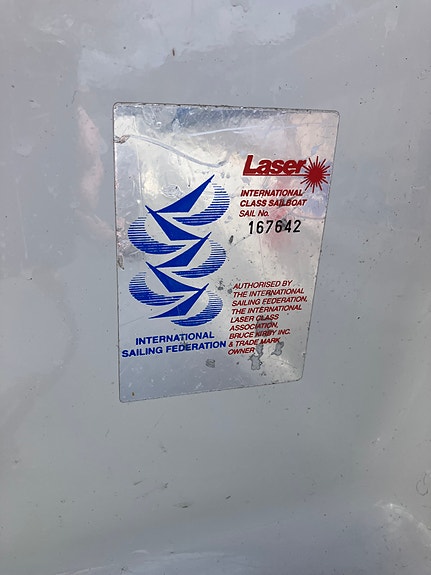 Laser
INTERNATIONAL
CLASS SAILBOAT
SAIL No.
167642
AUTHORISED BY
THE INTERNATIONAL
SAILING FEDERATION,
THE INTERNATIONAL
LASER CLASS
ASSOCIATION,
BRUCE KIRBY INC.
& TRADE MARK
OWNER
INTERNATIONAL
SAILING FEDERATION